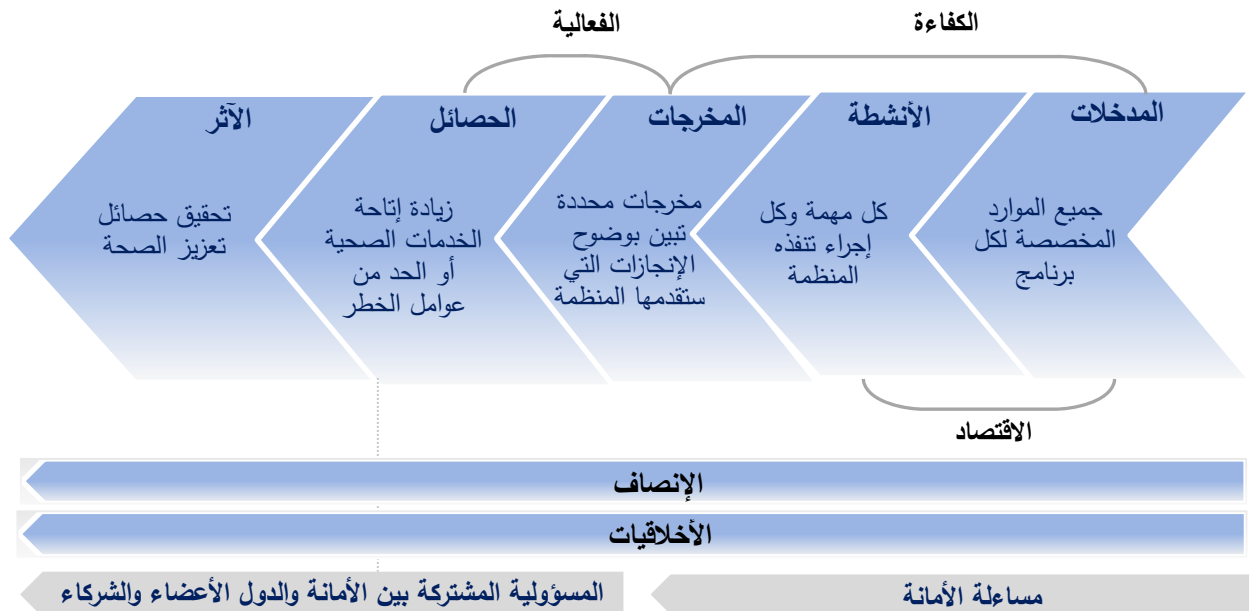 الكفاءة
الفعالية
المدخلات
جميع الموارد
المخصصة لكل
برنامج
الأنشطة
كل مهمة وكل
إجراء تنفذه
المنظمة
المخرجات
مخرجات محددة
تبين بوضوح
الإنجازات التي
ستقدمها المنظمة
الحصائل
زيادة إتاحة
الخدمات الصحية
أو الحد من
عوامل الخطر
الآثر
تحقيق حصائل
تعزيز الصحة
الاقتصاد
الإنصاف
الأخلاقيات
مساءلة الأمانة
المسؤولية المشتركة بين الأمانة والدول الأعضاء والشركاء